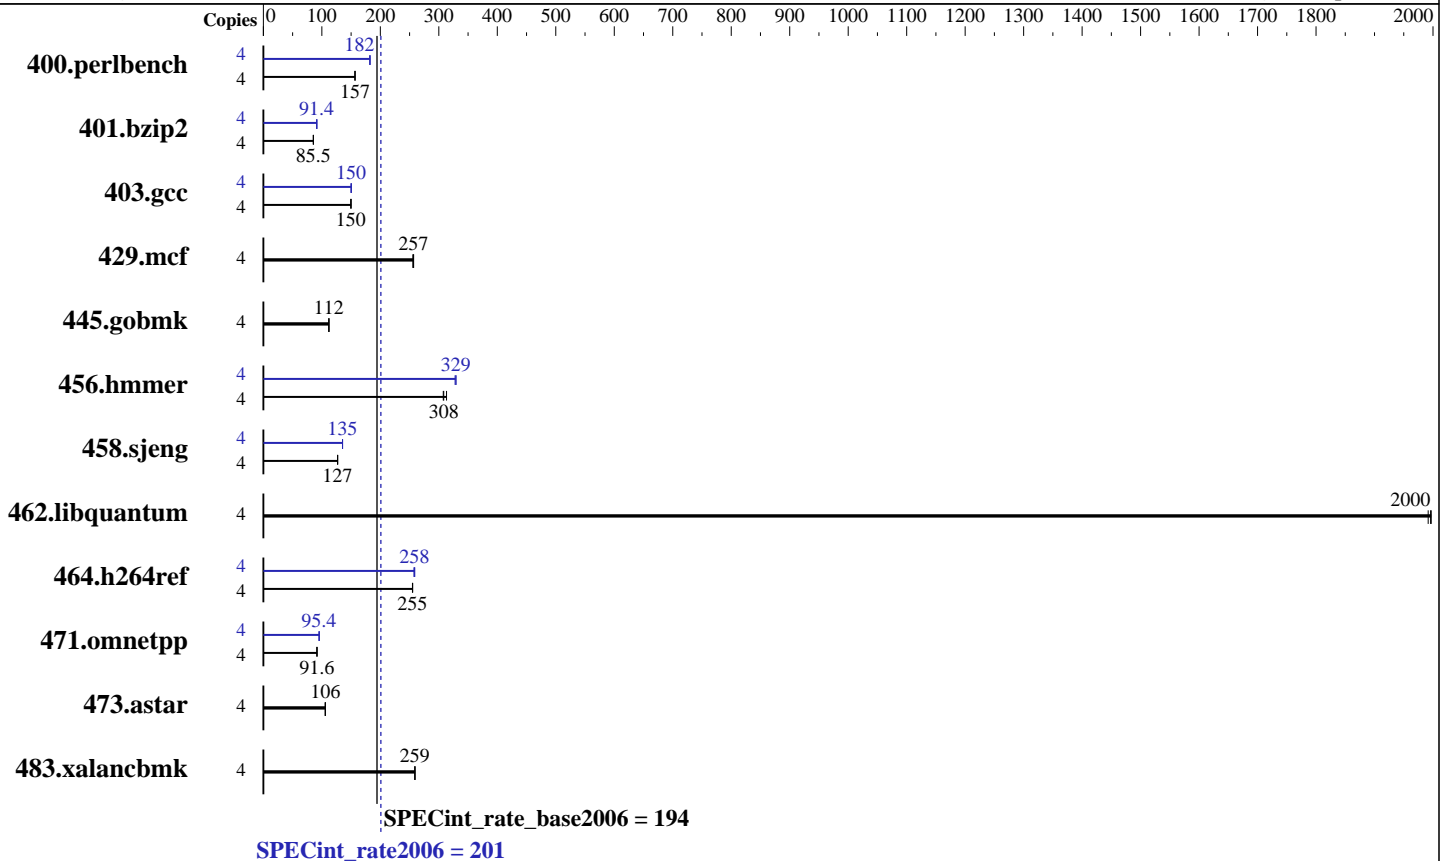 Copies 0 100 200 300 400 500 600 700 800 900 1000 1100 1200 1300 1400 1500 1600 1700 1800 2000
400.perlbench 4 182
4 157
401.bzip2 4 91.4
4 85.5
403.gcc 4 150
4 150
429.mcf 4 257
445.gobmk 4 112
456.hmmer 4 329
4 308
458.sjeng 4 135
4 127
462.libquantum 4 2000
464.h264ref 4 258
4 255
471.omnetpp 4 95.4
4 91.6
473.astar 4 106
483.xalancbmk 4 259
SPECint_rate_base2006 = 194
SPECint_rate2006 = 201